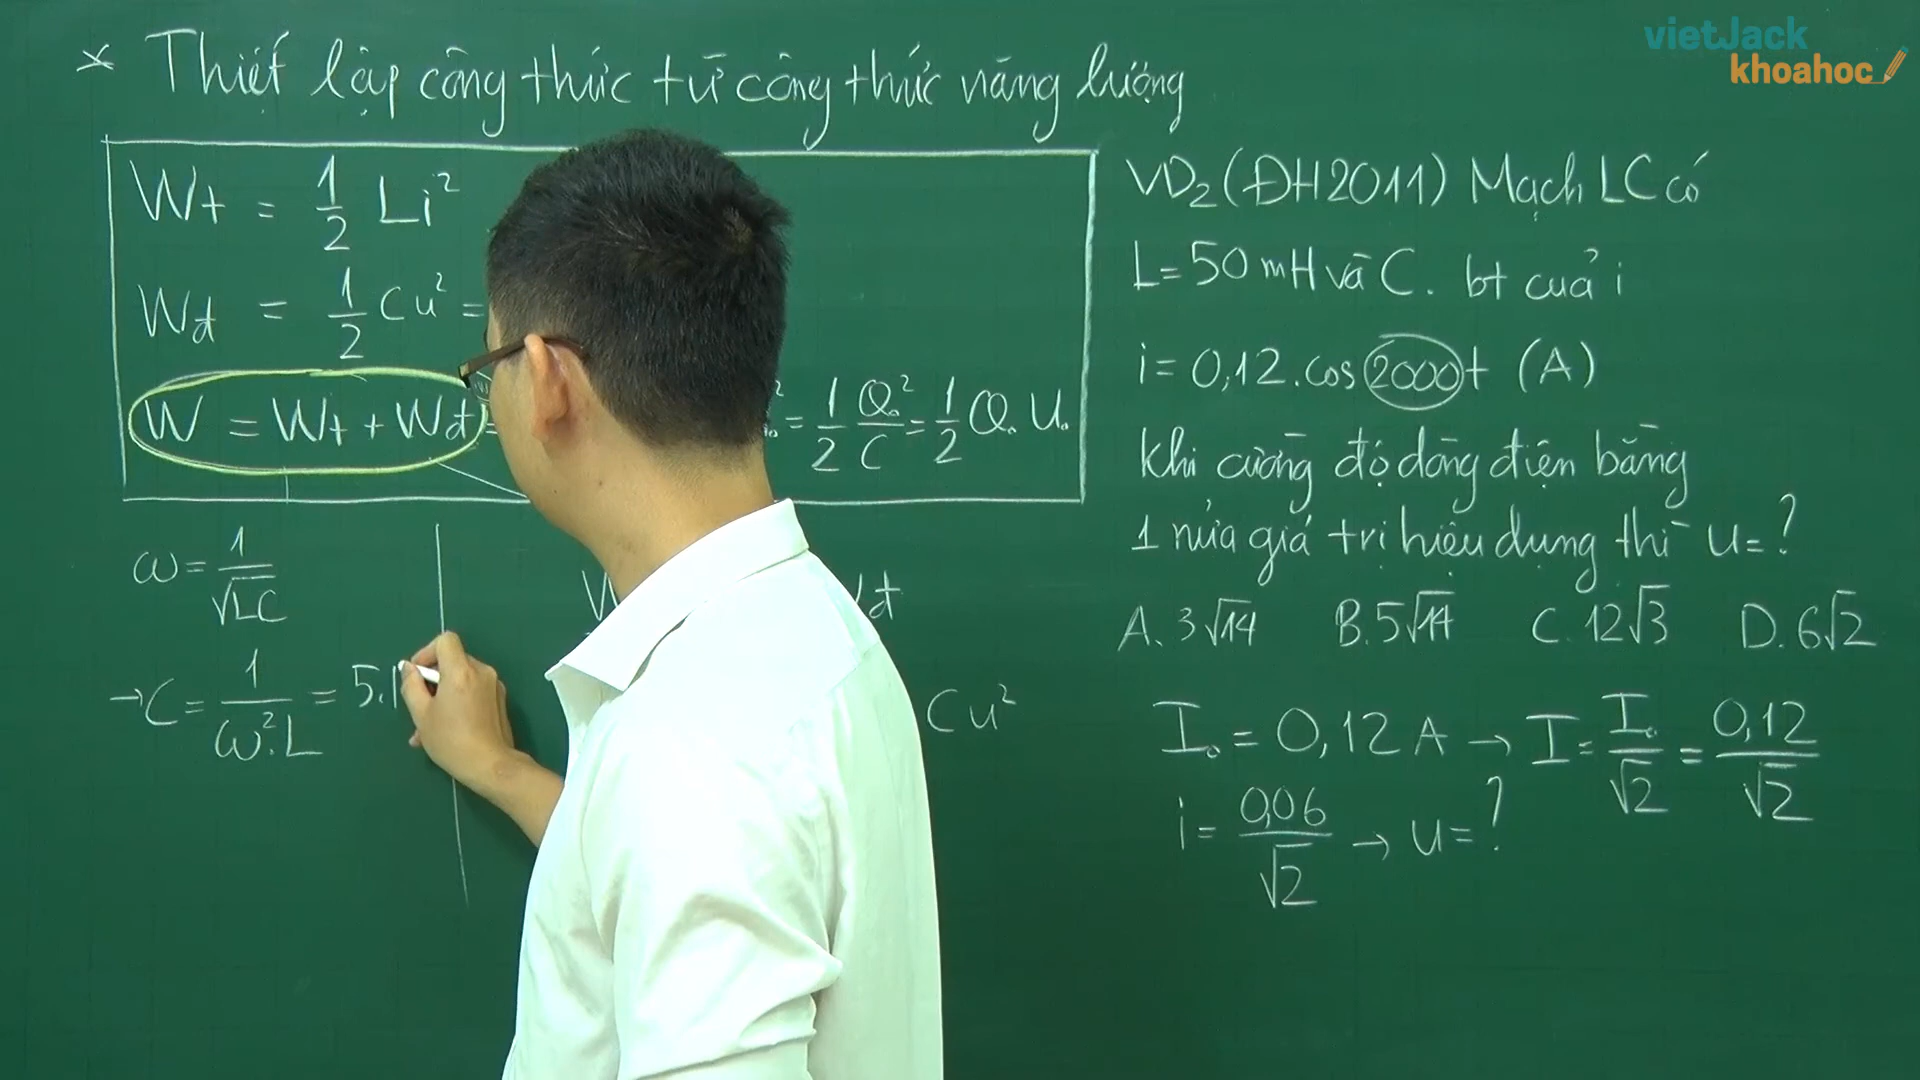 vietJack
khoahoc
* Thiết lập công thức từ công thức năng lượng
Wt = 1/2 Li²
Wđ = 1/2 Cu² =
W = Wt + Wđ = = 1/2 Q₀²/C = 1/2 Q₀ U₀
ω = 1/√LC
→ C = 1/ω².L = 5.1
Cu²
VD2 (ĐH2011) Mạch LC có
L = 50 mH và C. bt của i
i = 0,12.cos 2000t (A)
Khi cường độ dòng điện bằng
1 nửa giá trị hiệu dụng thì u = ?
A. 3√14 B. 5√14 C. 12√3 D. 6√2
I₀ = 0,12 A → I = I₀/√2 = 0,12/√2
i = 0,06/√2 → u = ?